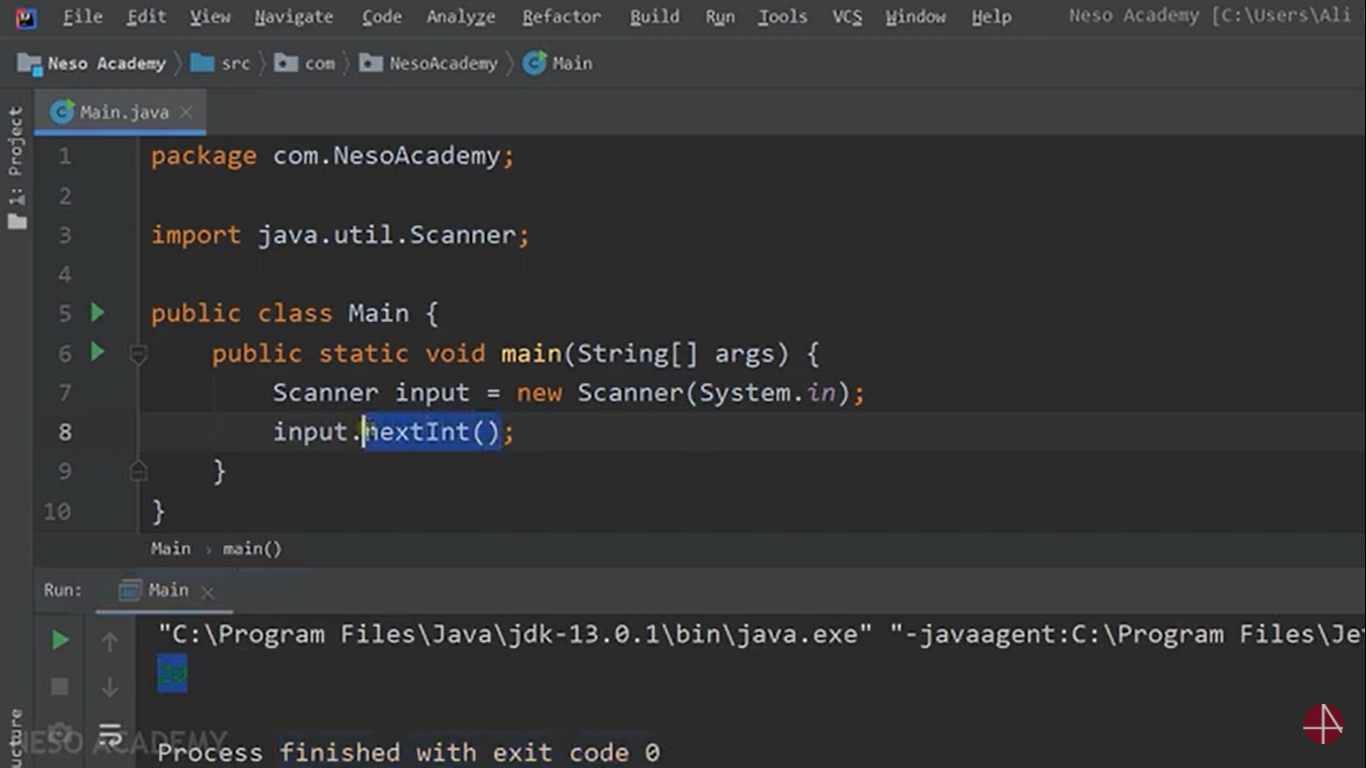 File Edit View Navigate Code Analyze Refactor Build Run Tools VCS Window Help Neso Academy [C:\Users\Ali
Neso Academy src com NesoAcademy Main
Main.java
1: Project
1 package com.NesoAcademy;
2
3 import java.util.Scanner;
4
5 public class Main {
6 public static void main(String[] args) {
7 Scanner input = new Scanner(System.in);
8 input.nextInt();
9 }
10 }
Main › main()
Run: Main
"C:\Program Files\Java\jdk-13.0.1\bin\java.exe" "-javaagent:C:\Program Files\Je
NESO ACADEMY
Process finished with exit code 0